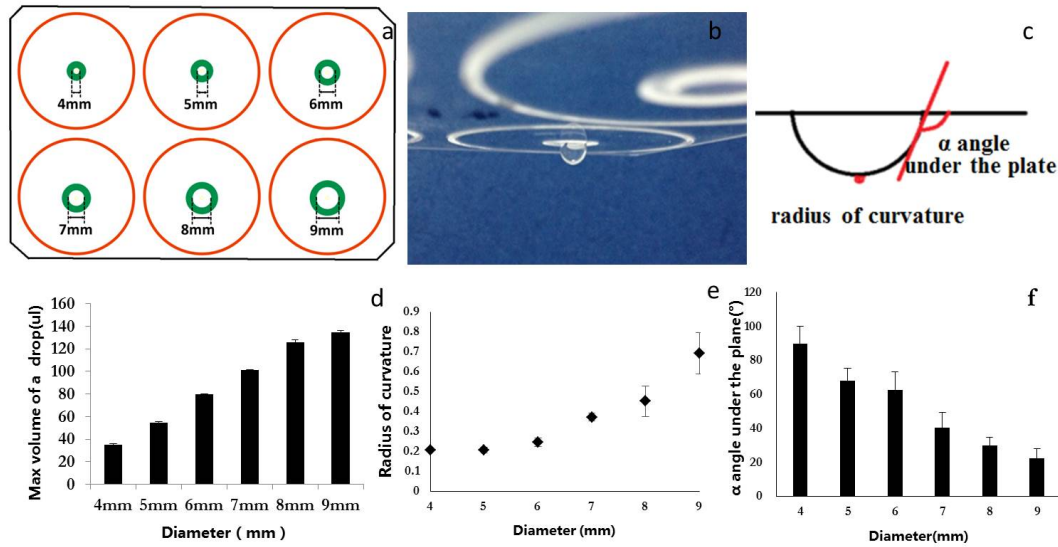 a
4mm
5mm
6mm
7mm
8mm
9mm
b
c
α angle
under the plate
radius of curvature
d
Max volume of a drop(ul)
160
140
120
100
80
60
40
20
0
4mm 5mm 6mm 7mm 8mm 9mm
Diameter ( mm )
e
Radius of curvature
0.9
0.8
0.7
0.6
0.5
0.4
0.3
0.2
0.1
0
4 5 6 7 8 9
Diameter (mm)
f
α angle under the plane(°)
120
100
80
60
40
20
0
4 5 6 7 8 9
Diameter(mm)